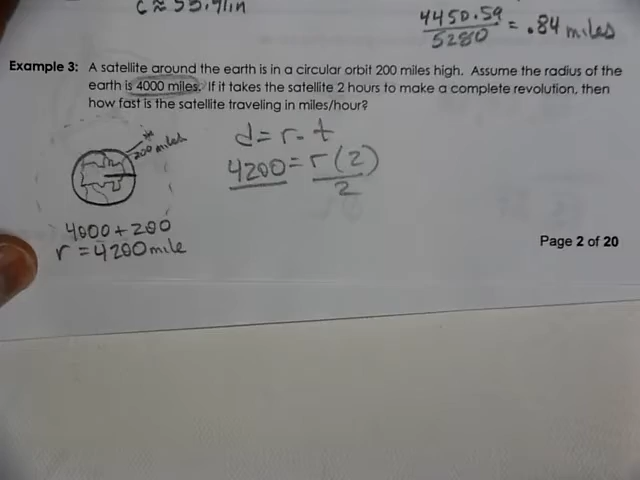 C ≈ 53.41in
4450.59
5280
= .84 miles
Example 3: A satellite around the earth is in a circular orbit 200 miles high. Assume the radius of the
earth is 4000 miles. If it takes the satellite 2 hours to make a complete revolution, then
how fast is the satellite traveling in miles/hour?
200 miles
d = r · t
4200 = r(2)
2
4000 + 200
r = 4200 mile
Page 2 of 20